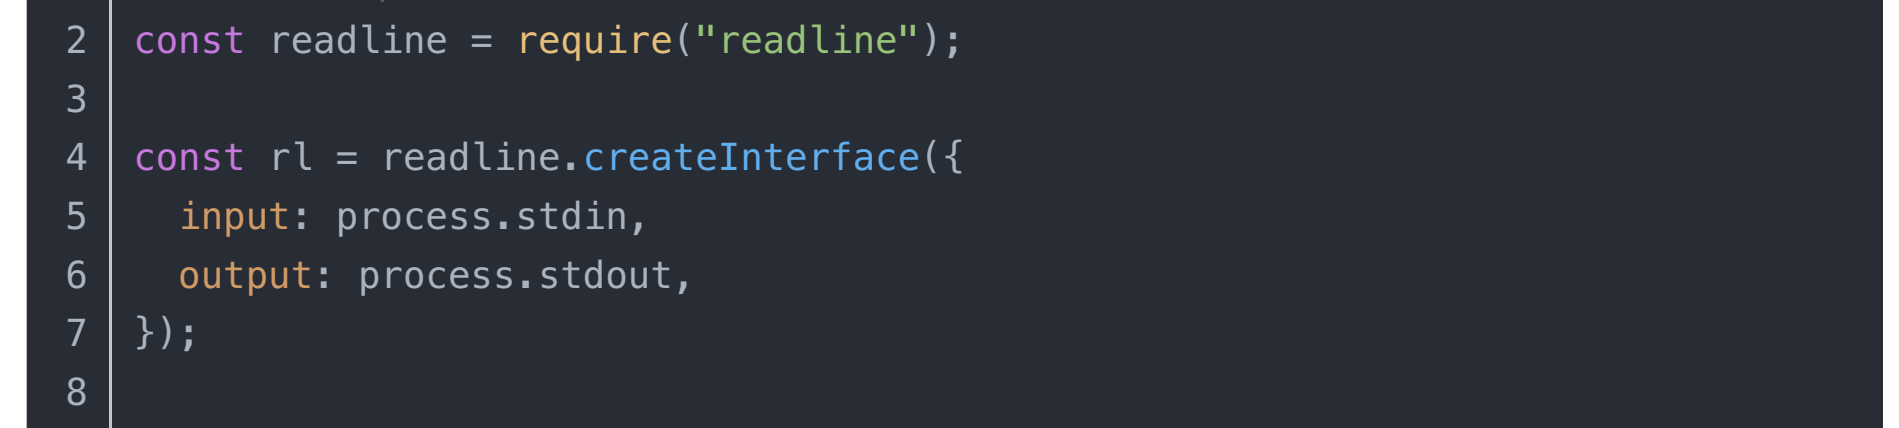 2 const readline = require("readline");
3
4 const rl = readline.createInterface({
5   input: process.stdin,
6   output: process.stdout,
7 });
8